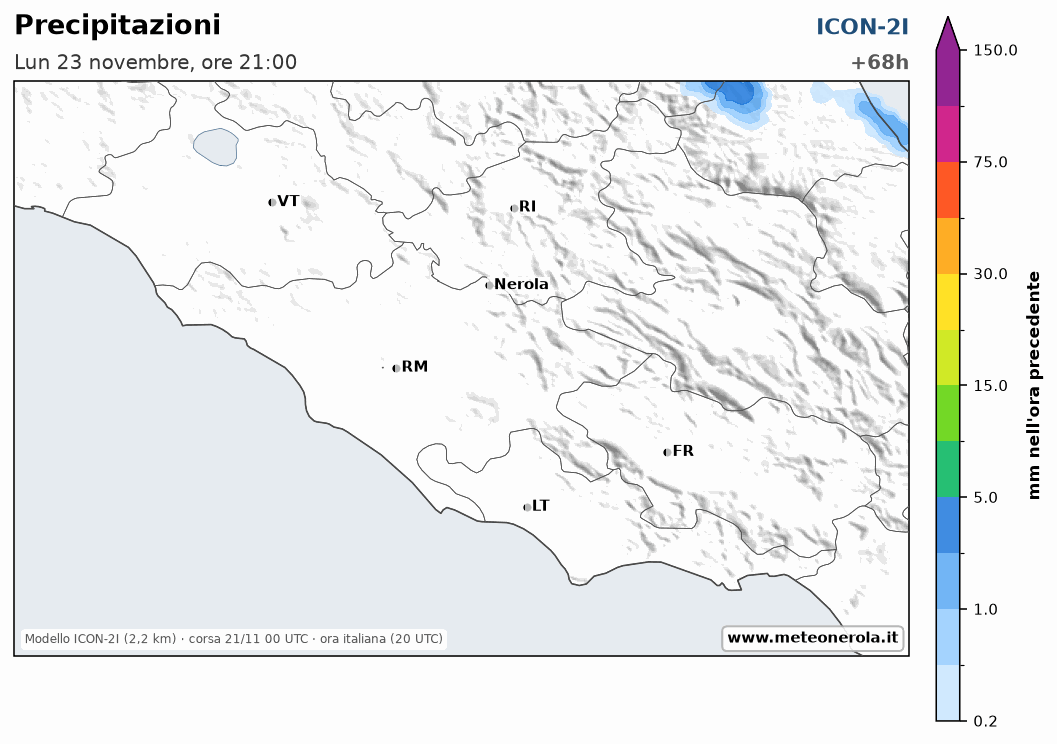 Precipitazioni
ICON-2I
Lun 23 novembre, ore 21:00
+68h
150.0
75.0
30.0
15.0
5.0
1.0
0.2
mm nell'ora precedente
VT
RI
Nerola
RM
FR
LT
Modello ICON-2I (2,2 km) · corsa 21/11 00 UTC · ora italiana (20 UTC)
www.meteonerola.it